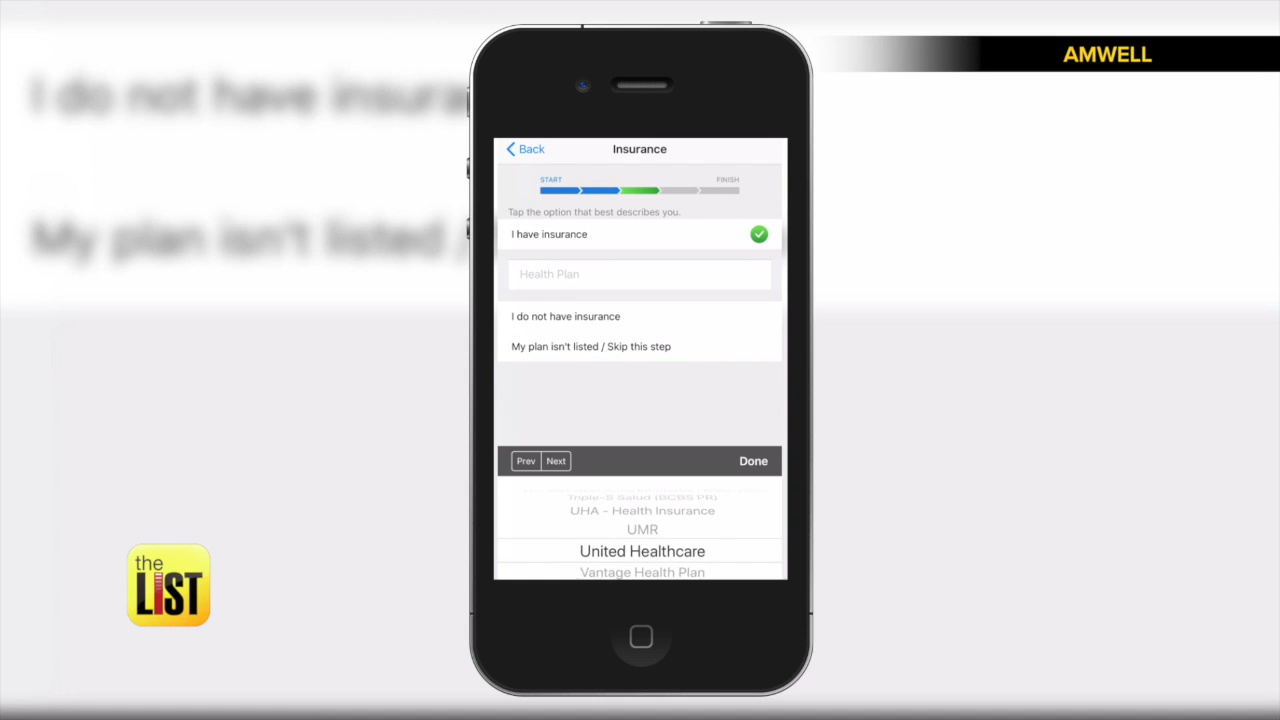 AMWELL
I do not have insura
My plan isn't listed /
Back
Insurance
START
FINISH
Tap the option that best describes you.
I have insurance
Health Plan
I do not have insurance
My plan isn't listed / Skip this step
Prev
Next
Done
Triple-S Salud (BCBS PR)
UHA - Health Insurance
UMR
United Healthcare
Vantage Health Plan
the
LIST